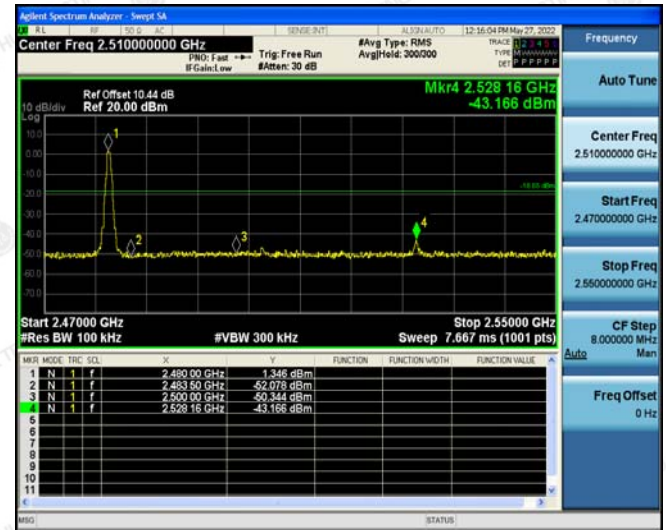 Agilent Spectrum Analyzer - Swept SA
RL RF 50 Ω AC SENSE:INT ALIGNAUTO 12:16:04 PM May 27, 2022
Center Freq 2.510000000 GHz
PNO: Fast
IFGain:Low
Trig: Free Run
#Atten: 30 dB
#Avg Type: RMS
Avg|Hold: 300/300
TRACE 1 2 3 4 5 6
TYPE M
DET P P P P P P
Frequency
Auto Tune
Center Freq
2.510000000 GHz
Start Freq
2.470000000 GHz
Stop Freq
2.550000000 GHz
CF Step
8.000000 MHz
Auto Man
Freq Offset
0 Hz
Mkr4 2.528 16 GHz
-43.166 dBm
Ref Offset 10.44 dB
10 dB/div Ref 20.00 dBm
Log
10.0
0.00
-10.0
-20.0
-30.0
-40.0
-50.0
-60.0
-70.0
1
2
3
4
Start 2.47000 GHz Stop 2.55000 GHz
#Res BW 100 kHz #VBW 300 kHz Sweep 7.667 ms (1001 pts)
MKR MODE TRC SCL X Y FUNCTION FUNCTION WIDTH FUNCTION VALUE
1 N 1 f 2.480 00 GHz 1.346 dBm
2 N 1 f 2.483 50 GHz -52.078 dBm
3 N 1 f 2.500 00 GHz -50.344 dBm
4 N 1 f 2.528 16 GHz -43.166 dBm
5
6
7
8
9
10
11
MSG STATUS